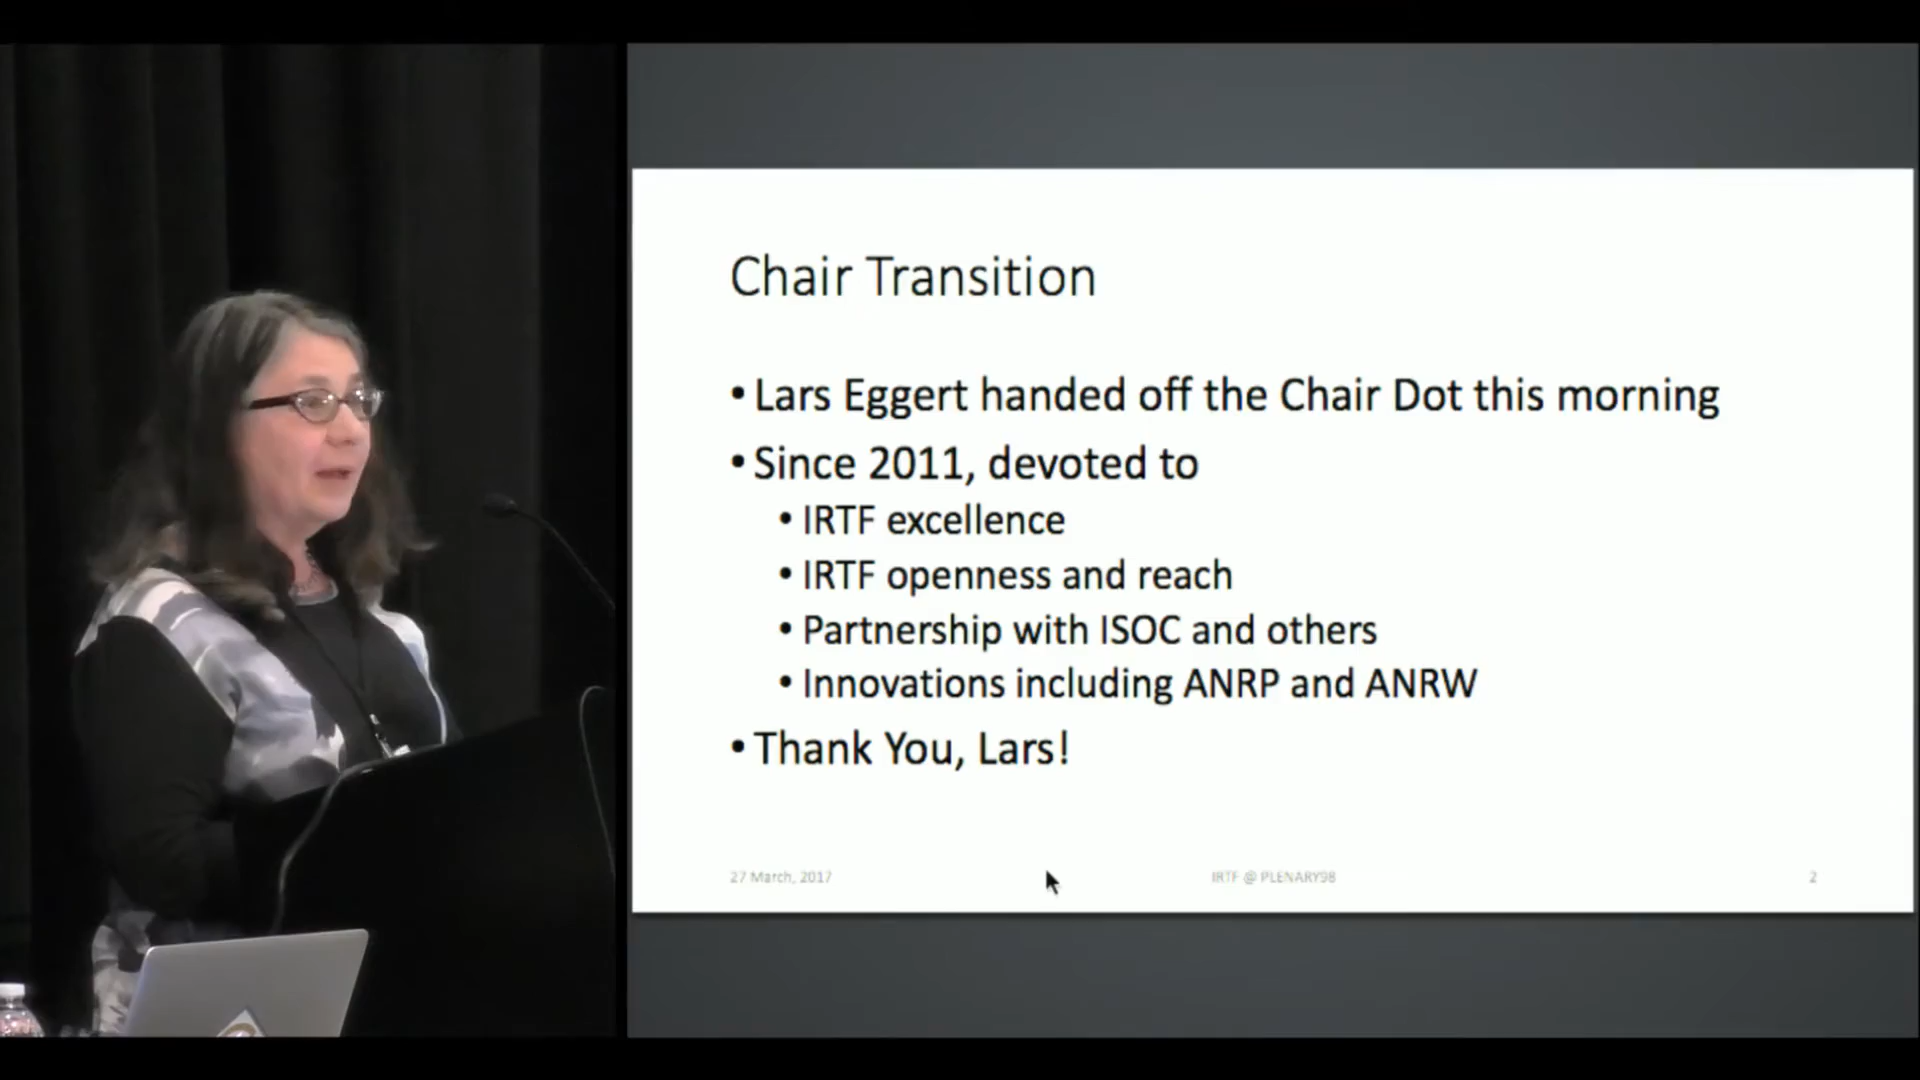 Chair Transition
• Lars Eggert handed off the Chair Dot this morning
• Since 2011, devoted to
• IRTF excellence
• IRTF openness and reach
• Partnership with ISOC and others
• Innovations including ANRP and ANRW
• Thank You, Lars!
27 March, 2017 IRTF @ PLENARY98 2